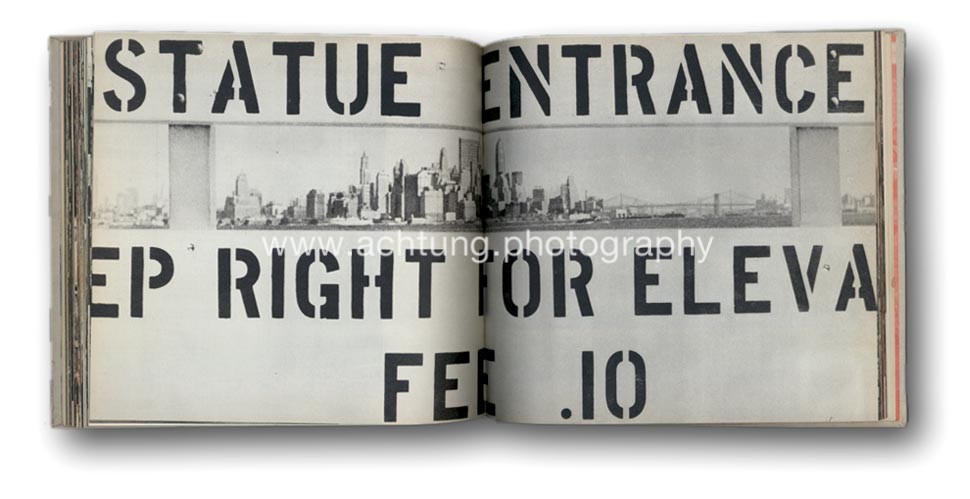 STATUE ENTRANCE
www.achtung.photography
EP RIGHT FOR ELEVA
FEE .10